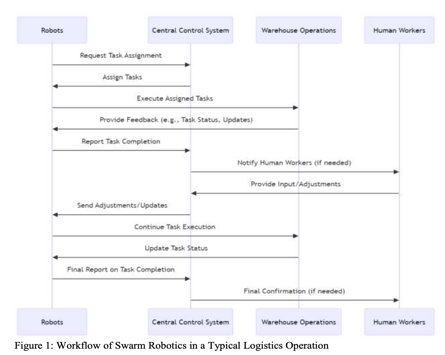 Robots Central Control System Warehouse Operations Human Workers
Request Task Assignment
Assign Tasks
Execute Assigned Tasks
Provide Feedback (e.g., Task Status, Updates)
Report Task Completion
Notify Human Workers (if needed)
Provide Input/Adjustments
Send Adjustments/Updates
Continue Task Execution
Update Task Status
Final Report on Task Completion
Final Confirmation (if needed)
Robots Central Control System Warehouse Operations Human Workers
Figure 1: Workflow of Swarm Robotics in a Typical Logistics Operation